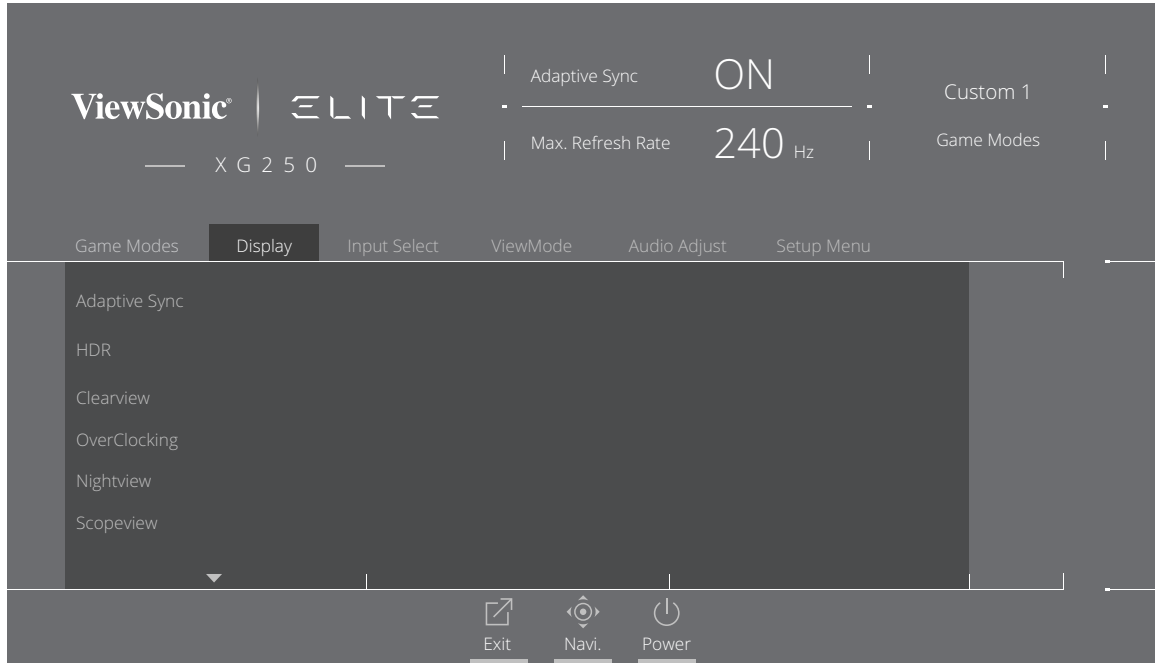 ViewSonic® ELITE
XG250
Adaptive Sync ON
Max. Refresh Rate 240 Hz
Custom 1
Game Modes
Game Modes Display Input Select ViewMode Audio Adjust Setup Menu
Adaptive Sync
HDR
Clearview
OverClocking
Nightview
Scopeview
Exit Navi. Power